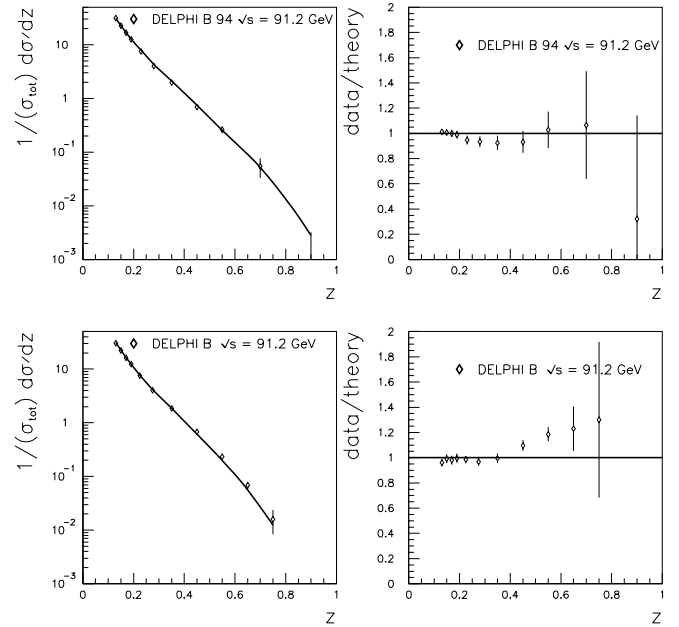 DELPHI B 94 √s = 91.2 GeV
1/(σtot) dσ/dz
10
1
10⁻¹
10⁻²
10⁻³
0 0.2 0.4 0.6 0.8 1
Z
DELPHI B 94 √s = 91.2 GeV
data/theory
2
1.8
1.6
1.4
1.2
1
0.8
0.6
0.4
0.2
0
0 0.2 0.4 0.6 0.8 1
Z
DELPHI B √s = 91.2 GeV
1/(σtot) dσ/dz
10
1
10⁻¹
10⁻²
10⁻³
0 0.2 0.4 0.6 0.8 1
Z
DELPHI B √s = 91.2 GeV
data/theory
2
1.8
1.6
1.4
1.2
1
0.8
0.6
0.4
0.2
0
0 0.2 0.4 0.6 0.8 1
Z